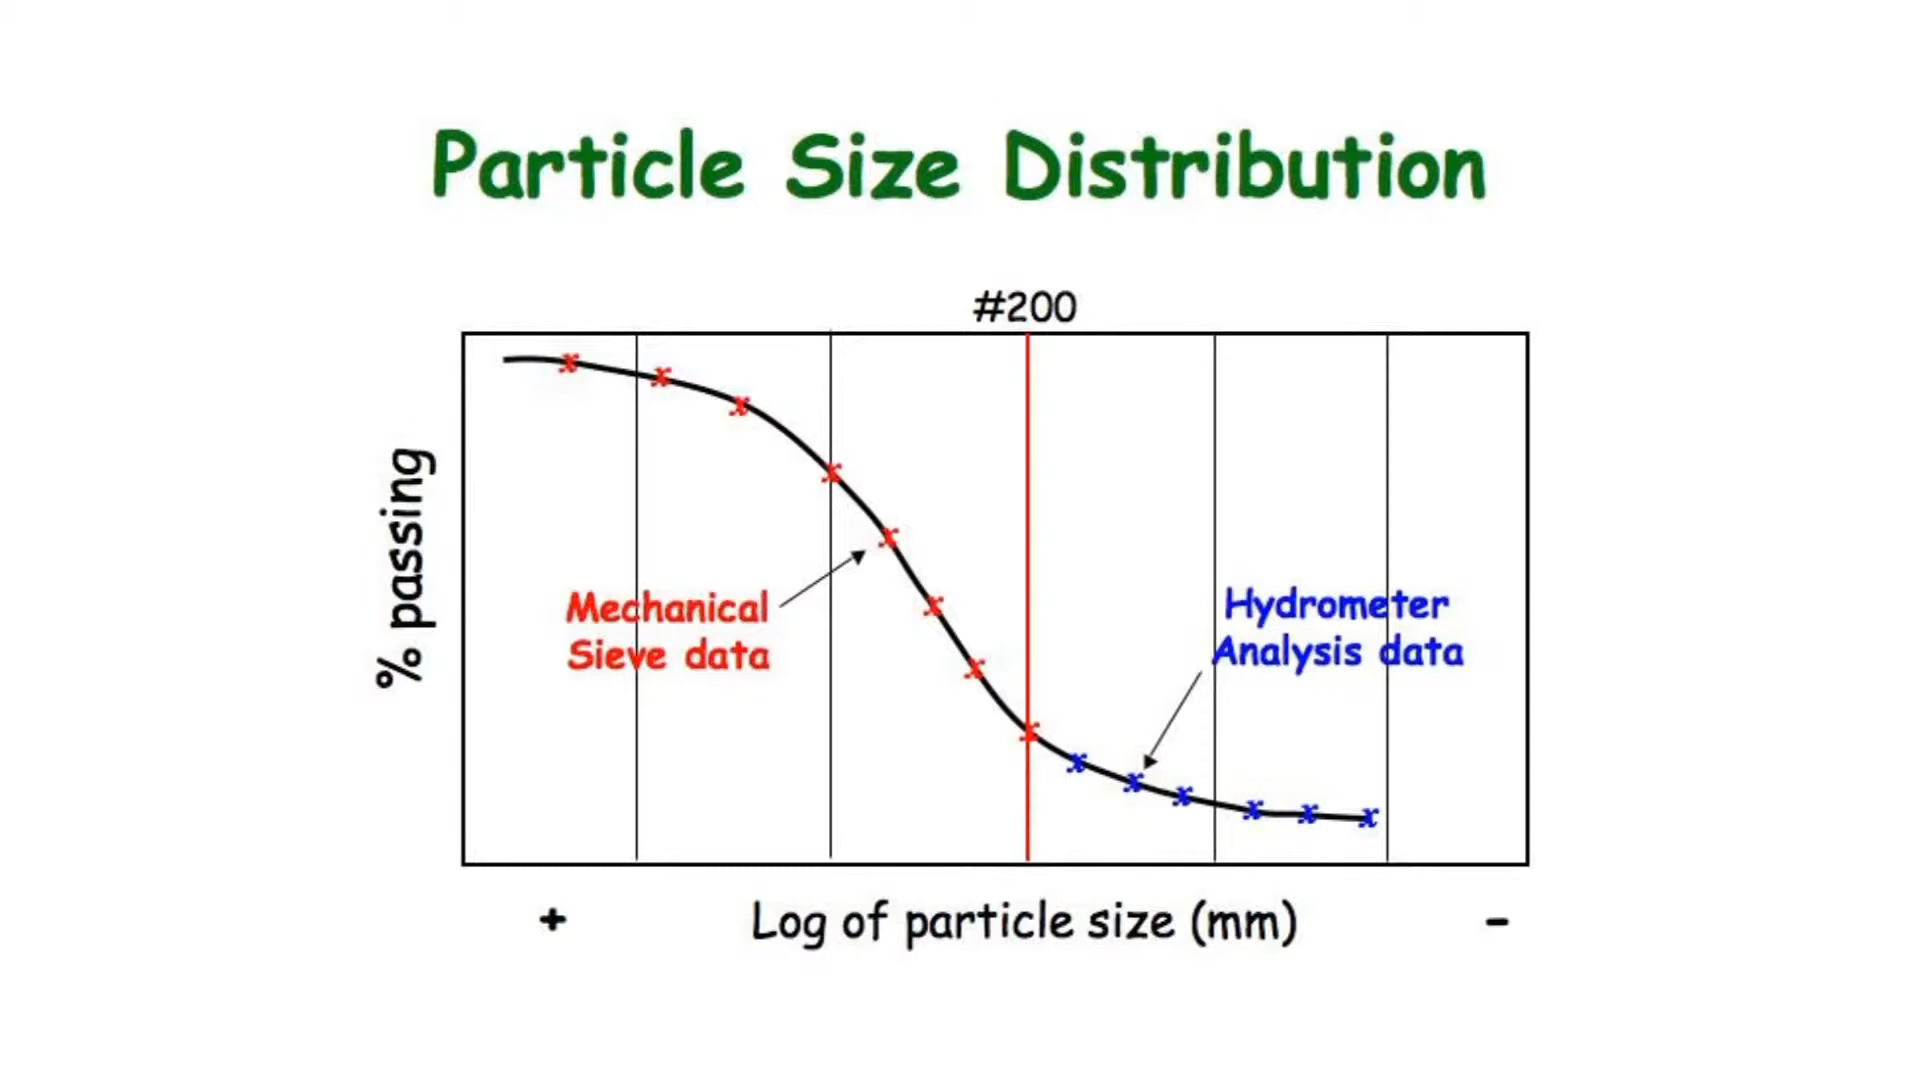 Particle Size Distribution
#200
% passing
Mechanical
Sieve data
Hydrometer
Analysis data
+ Log of particle size (mm) -